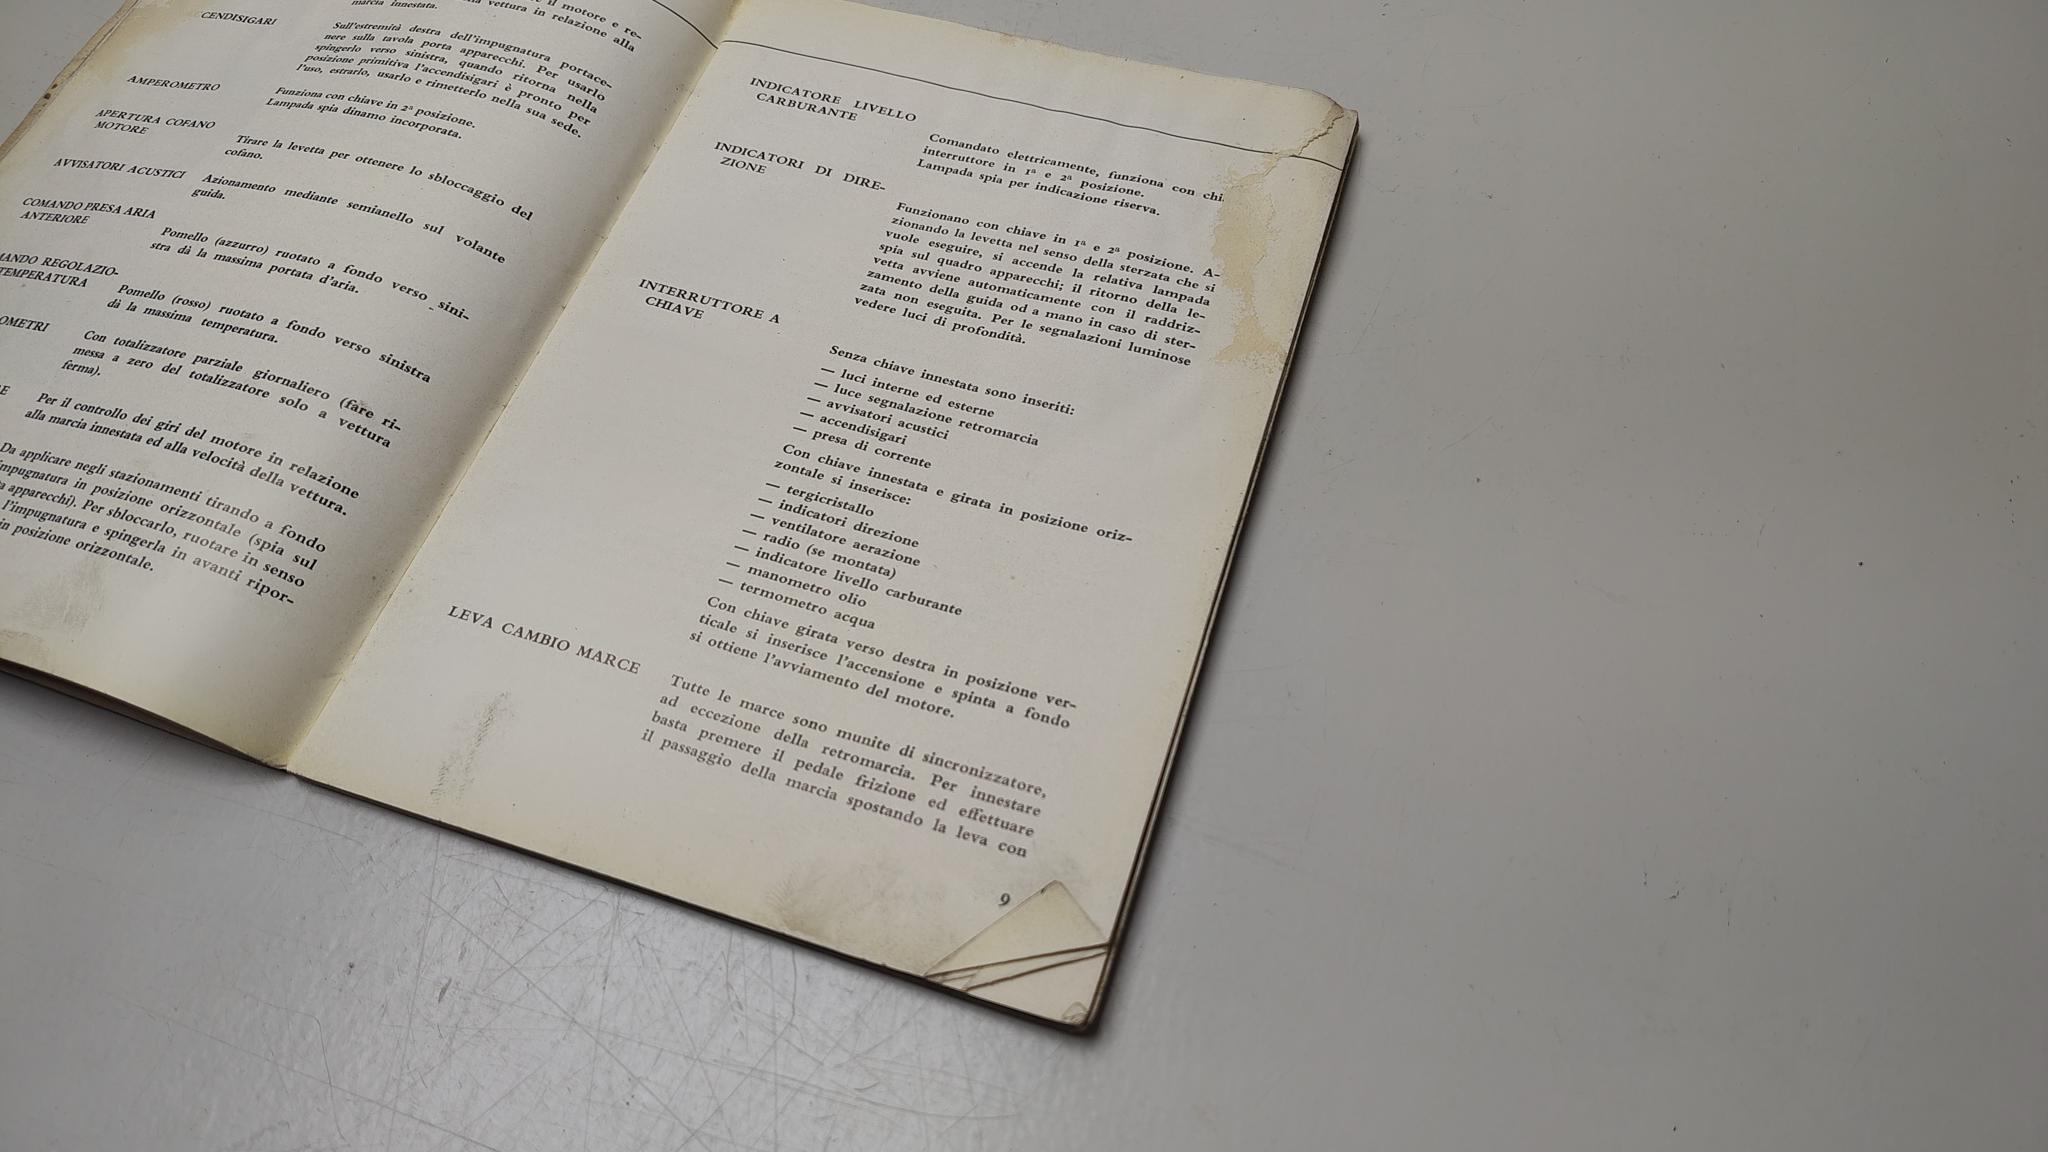 il motore e re-
vettura in relazione alla
marcia innestata.
CENDISIGARI
Sull'estremità destra dell'impugnatura portace-
nere sulla tavola porta apparecchi. Per usarlo
spingerlo verso sinistra, quando ritorna nella
posizione primitiva l'accendisigari è pronto per
l'uso, estrarlo, usarlo e rimetterlo nella sua sede.
AMPEROMETRO
Funziona con chiave in 2ª posizione.
Lampada spia dinamo incorporata.
APERTURA COFANO
MOTORE
Tirare la levetta per ottenere lo sbloccaggio del
cofano.
AVVISATORI ACUSTICI
Azionamento mediante semianello sul volante
guida.
COMANDO PRESA ARIA
ANTERIORE
Pomello (azzurro) ruotato a fondo verso sini-
stra dà la massima portata d'aria.
ANDO REGOLAZIO-
TEMPERATURA
Pomello (rosso) ruotato a fondo verso sinistra
dà la massima temperatura.
OMETRI
Con totalizzatore parziale giornaliero (fare ri-
messa a zero del totalizzatore solo a vettura
ferma).
RE
Per il controllo dei giri del motore in relazione
alla marcia innestata ed alla velocità della vettura.
Da applicare negli stazionamenti tirando a fondo
impugnatura in posizione orizzontale (spia sul
apparecchi). Per sbloccarlo, ruotare in senso
l'impugnatura e spingerla in avanti ripor-
in posizione orizzontale.
INDICATORE LIVELLO
CARBURANTE
Comandato elettricamente, funziona con chi
interruttore in 1ª e 2ª posizione.
Lampada spia per indicazione riserva.
INDICATORI DI DIRE-
ZIONE
Funzionano con chiave in 1ª e 2ª posizione. A-
zionando la levetta nel senso della sterzata che si
vuole eseguire, si accende la relativa lampada
spia sul quadro apparecchi; il ritorno della le-
vetta avviene automaticamente con il raddriz-
zamento della guida od a mano in caso di ster-
zata non eseguita. Per le segnalazioni luminose
vedere luci di profondità.
INTERRUTTORE A
CHIAVE
Senza chiave innestata sono inseriti:
— luci interne ed esterne
— luce segnalazione retromarcia
— avvisatori acustici
— accendisigari
— presa di corrente
Con chiave innestata e girata in posizione oriz-
zontale si inserisce:
— tergicristallo
— indicatori direzione
— ventilatore aerazione
— radio (se montata)
— indicatore livello carburante
— manometro olio
— termometro acqua
Con chiave girata verso destra in posizione ver-
ticale si inserisce l'accensione e spinta a fondo
si ottiene l'avviamento del motore.
LEVA CAMBIO MARCE
Tutte le marce sono munite di sincronizzatore,
ad eccezione della retromarcia. Per innestare
basta premere il pedale frizione ed effettuare
il passaggio della marcia spostando la leva con
9